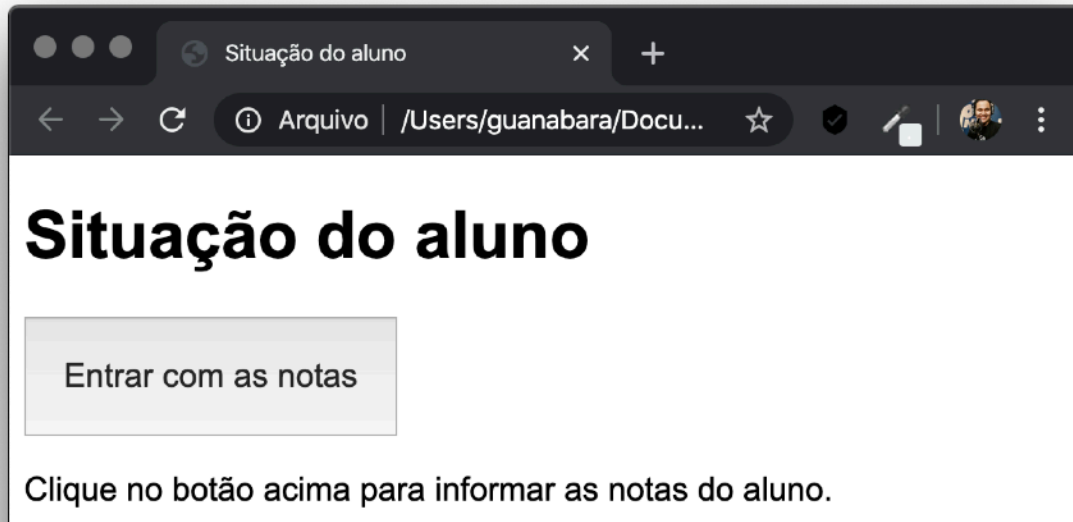 Situação do aluno
Arquivo /Users/guanabara/Docu...
Situação do aluno
Entrar com as notas
Clique no botão acima para informar as notas do aluno.